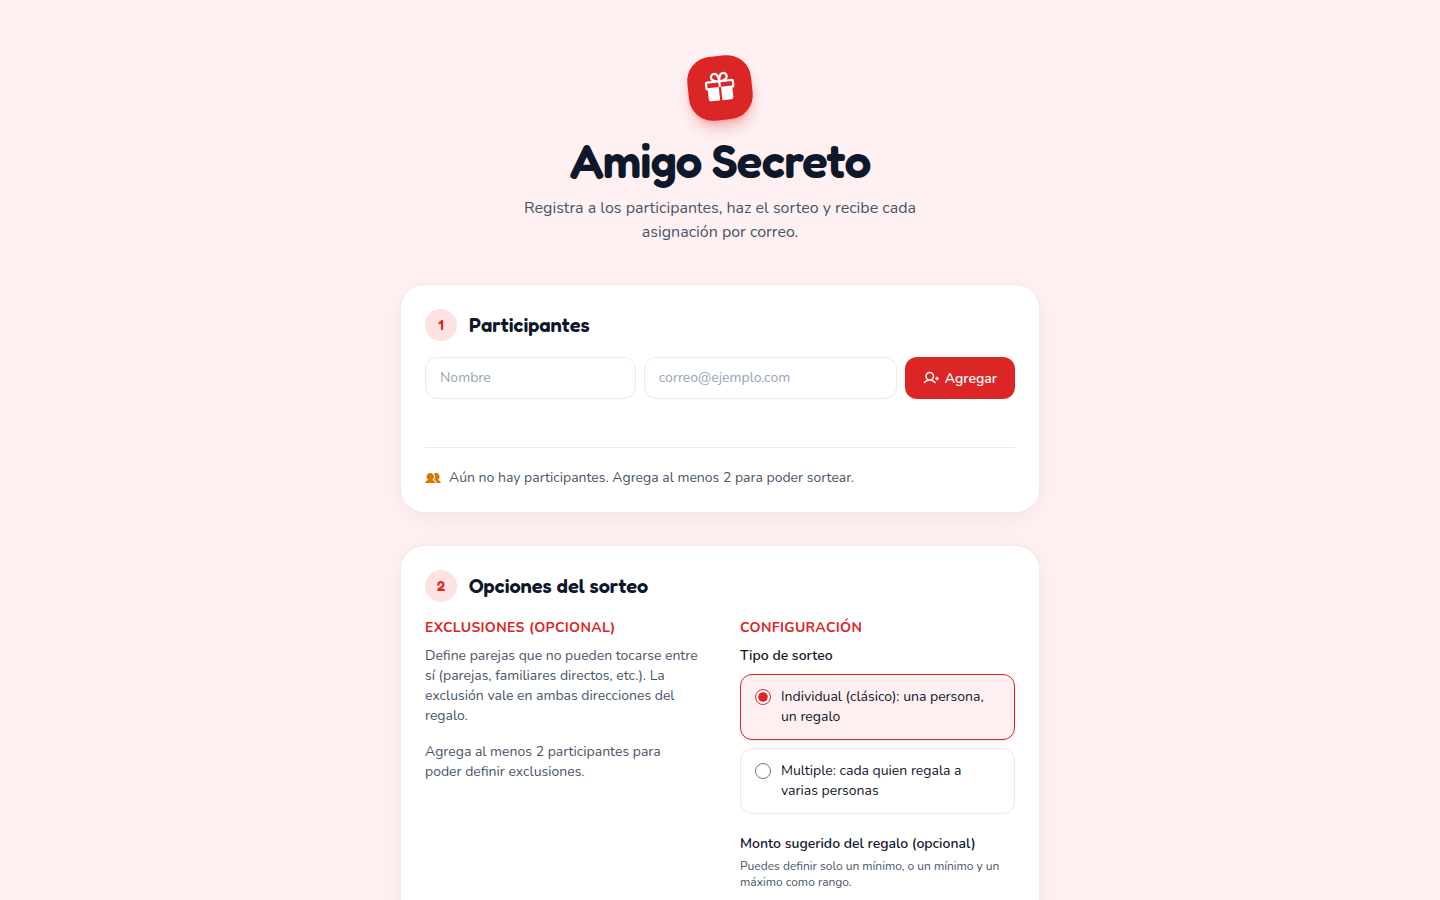 Amigo Secreto
Registra a los participantes, haz el sorteo y recibe cada
asignación por correo.
1
Participantes
Nombre
correo@ejemplo.com
Agregar
Aún no hay participantes. Agrega al menos 2 para poder sortear.
2
Opciones del sorteo
EXCLUSIONES (OPCIONAL)
Define parejas que no pueden tocarse entre
sí (parejas, familiares directos, etc.). La
exclusión vale en ambas direcciones del
regalo.
Agrega al menos 2 participantes para
poder definir exclusiones.
CONFIGURACIÓN
Tipo de sorteo
Individual (clásico): una persona,
un regalo
Multiple: cada quien regala a
varias personas
Monto sugerido del regalo (opcional)
Puedes definir solo un mínimo, o un mínimo y un
máximo como rango.